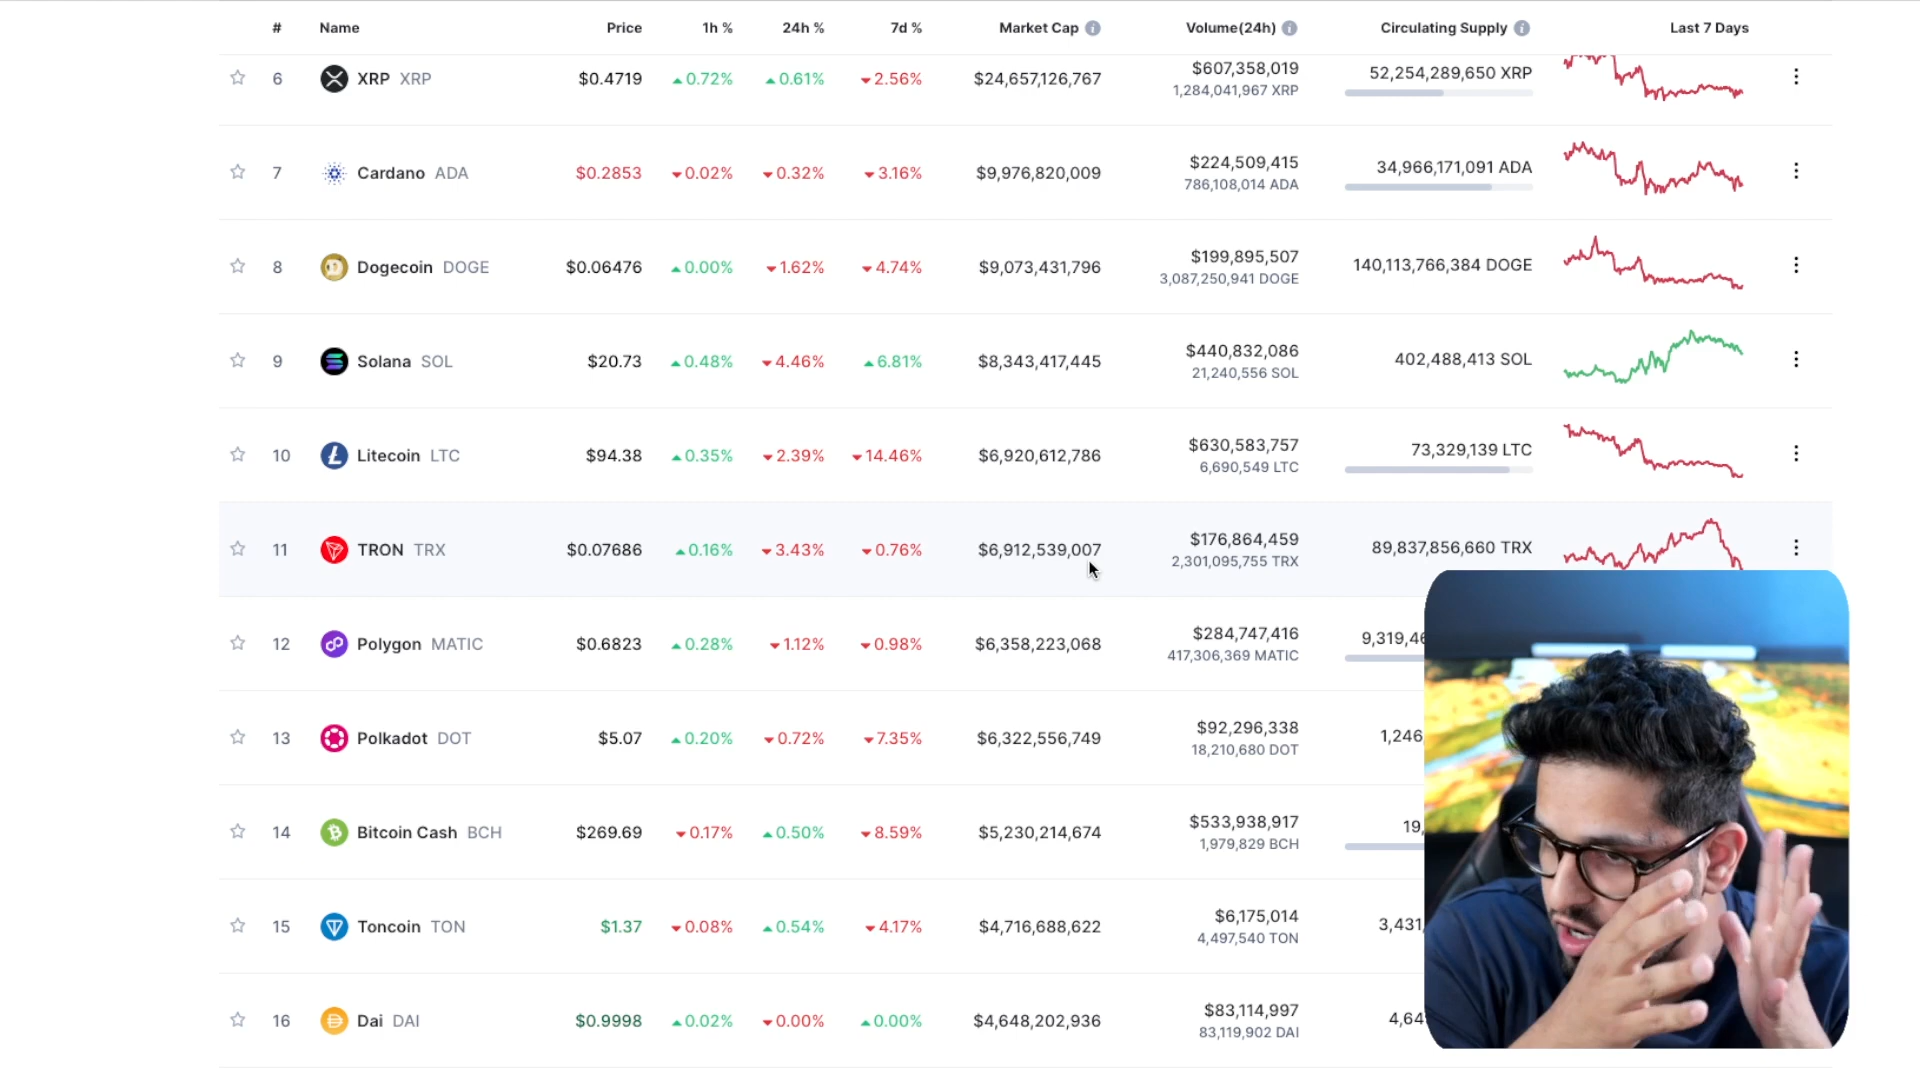 # Name Price 1h % 24h % 7d % Market Cap Volume(24h) Circulating Supply Last 7 Days
6 XRP XRP $0.4719 0.72% 0.61% 2.56% $24,657,126,767 $607,358,019 52,254,289,650 XRP
1,284,041,967 XRP
7 Cardano ADA $0.2853 0.02% 0.32% 3.16% $9,976,820,009 $224,509,415 34,966,171,091 ADA
786,108,014 ADA
8 Dogecoin DOGE $0.06476 0.00% 1.62% 4.74% $9,073,431,796 $199,895,507 140,113,766,384 DOGE
3,087,250,941 DOGE
9 Solana SOL $20.73 0.48% 4.46% 6.81% $8,343,417,445 $440,832,086 402,488,413 SOL
21,240,556 SOL
10 Litecoin LTC $94.38 0.35% 2.39% 14.46% $6,920,612,786 $630,583,757 73,329,139 LTC
6,690,549 LTC
11 TRON TRX $0.07686 0.16% 3.43% 0.76% $6,912,539,007 $176,864,459 89,837,856,660 TRX
2,301,095,755 TRX
12 Polygon MATIC $0.6823 0.28% 1.12% 0.98% $6,358,223,068 $284,747,416
417,306,369 MATIC
13 Polkadot DOT $5.07 0.20% 0.72% 7.35% $6,322,556,749 $92,296,338 1,246
18,210,680 DOT
14 Bitcoin Cash BCH $269.69 0.17% 0.50% 8.59% $5,230,214,674 $533,938,917 19,
1,979,829 BCH
15 Toncoin TON $1.37 0.08% 0.54% 4.17% $4,716,688,622 $6,175,014 3,431,
4,497,540 TON
16 Dai DAI $0.9998 0.02% 0.00% 0.00% $4,648,202,936 $83,114,997 4,64
83,119,902 DAI